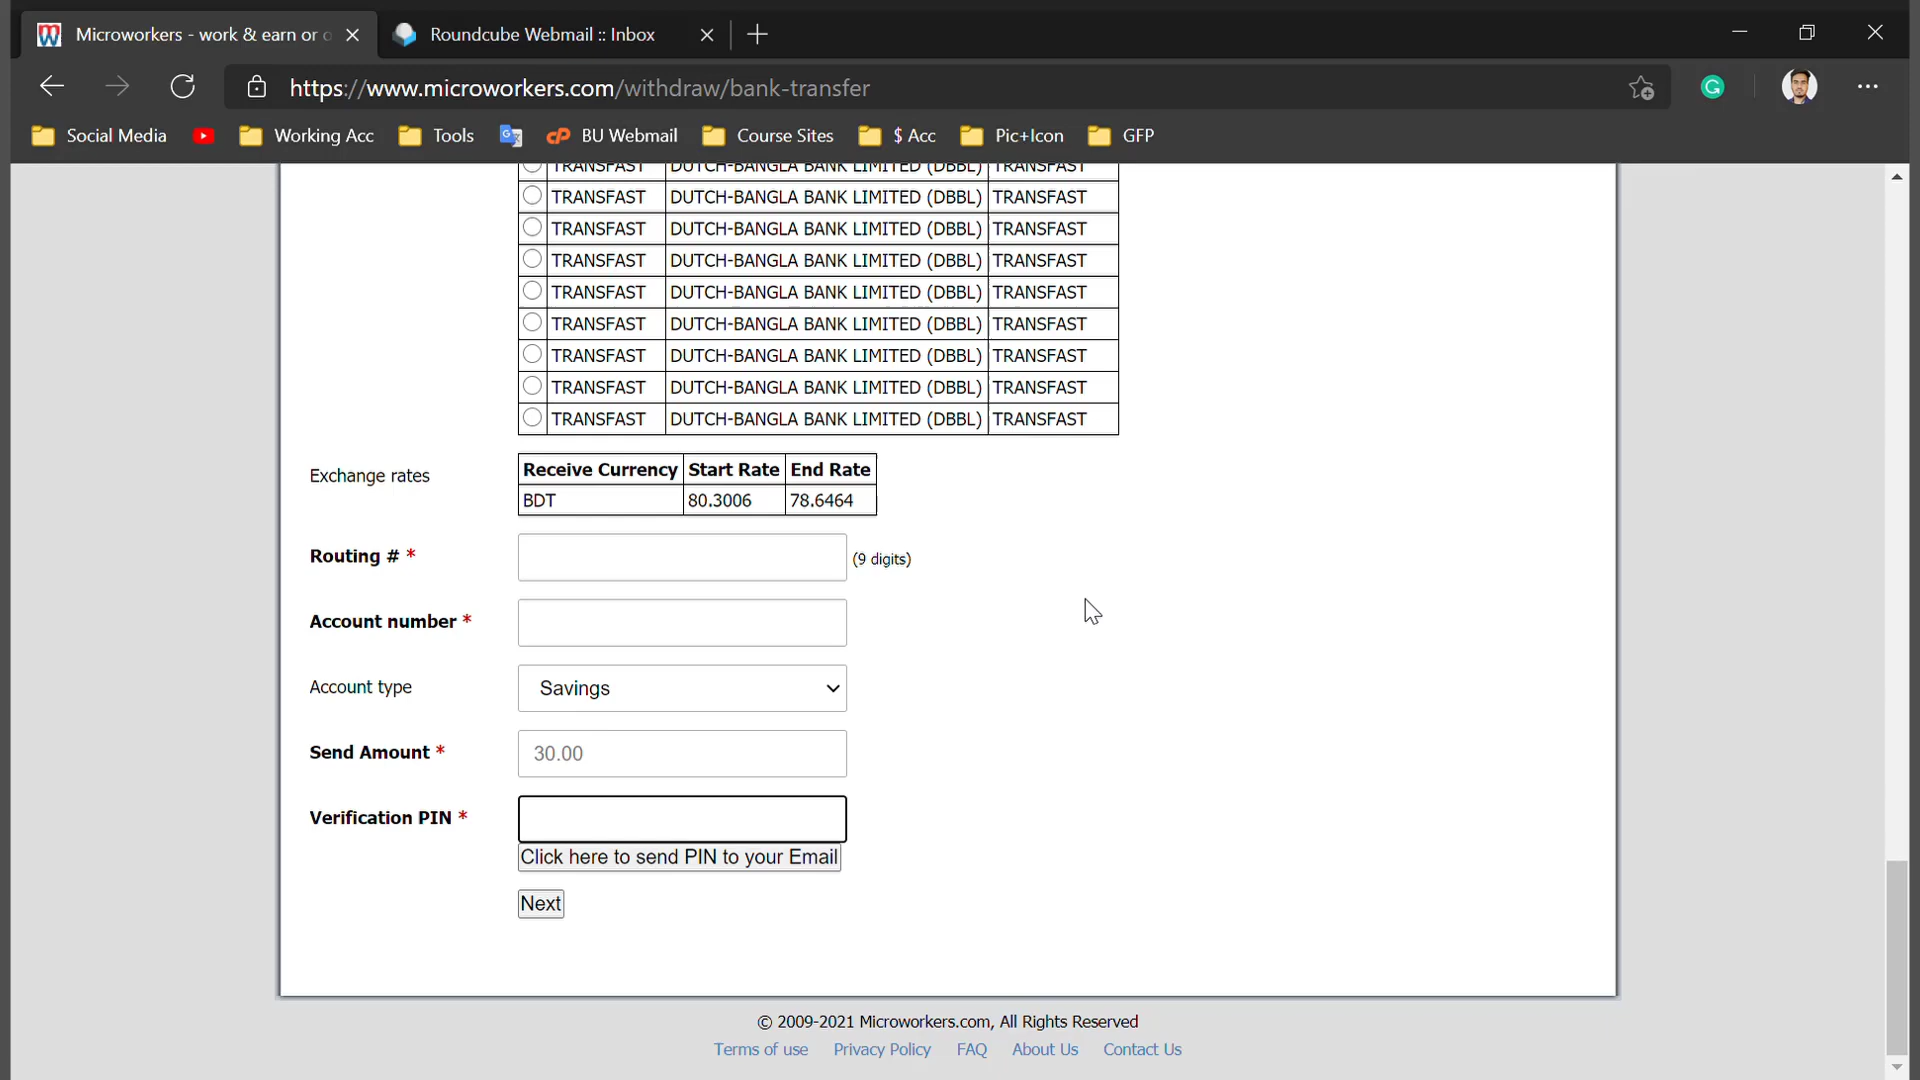 Microworkers - work & earn or o
Roundcube Webmail :: Inbox
https://www.microworkers.com/withdraw/bank-transfer
Social Media Working Acc Tools BU Webmail Course Sites $ Acc Pic+Icon GFP
TRANSFAST DUTCH-BANGLA BANK LIMITED (DBBL) TRANSFAST
TRANSFAST DUTCH-BANGLA BANK LIMITED (DBBL) TRANSFAST
TRANSFAST DUTCH-BANGLA BANK LIMITED (DBBL) TRANSFAST
TRANSFAST DUTCH-BANGLA BANK LIMITED (DBBL) TRANSFAST
TRANSFAST DUTCH-BANGLA BANK LIMITED (DBBL) TRANSFAST
TRANSFAST DUTCH-BANGLA BANK LIMITED (DBBL) TRANSFAST
TRANSFAST DUTCH-BANGLA BANK LIMITED (DBBL) TRANSFAST
TRANSFAST DUTCH-BANGLA BANK LIMITED (DBBL) TRANSFAST
TRANSFAST DUTCH-BANGLA BANK LIMITED (DBBL) TRANSFAST
Exchange rates
Receive Currency Start Rate End Rate
BDT 80.3006 78.6464
Routing # * (9 digits)
Account number *
Account type Savings
Send Amount * 30.00
Verification PIN *
Click here to send PIN to your Email
Next
© 2009-2021 Microworkers.com, All Rights Reserved
Terms of use Privacy Policy FAQ About Us Contact Us